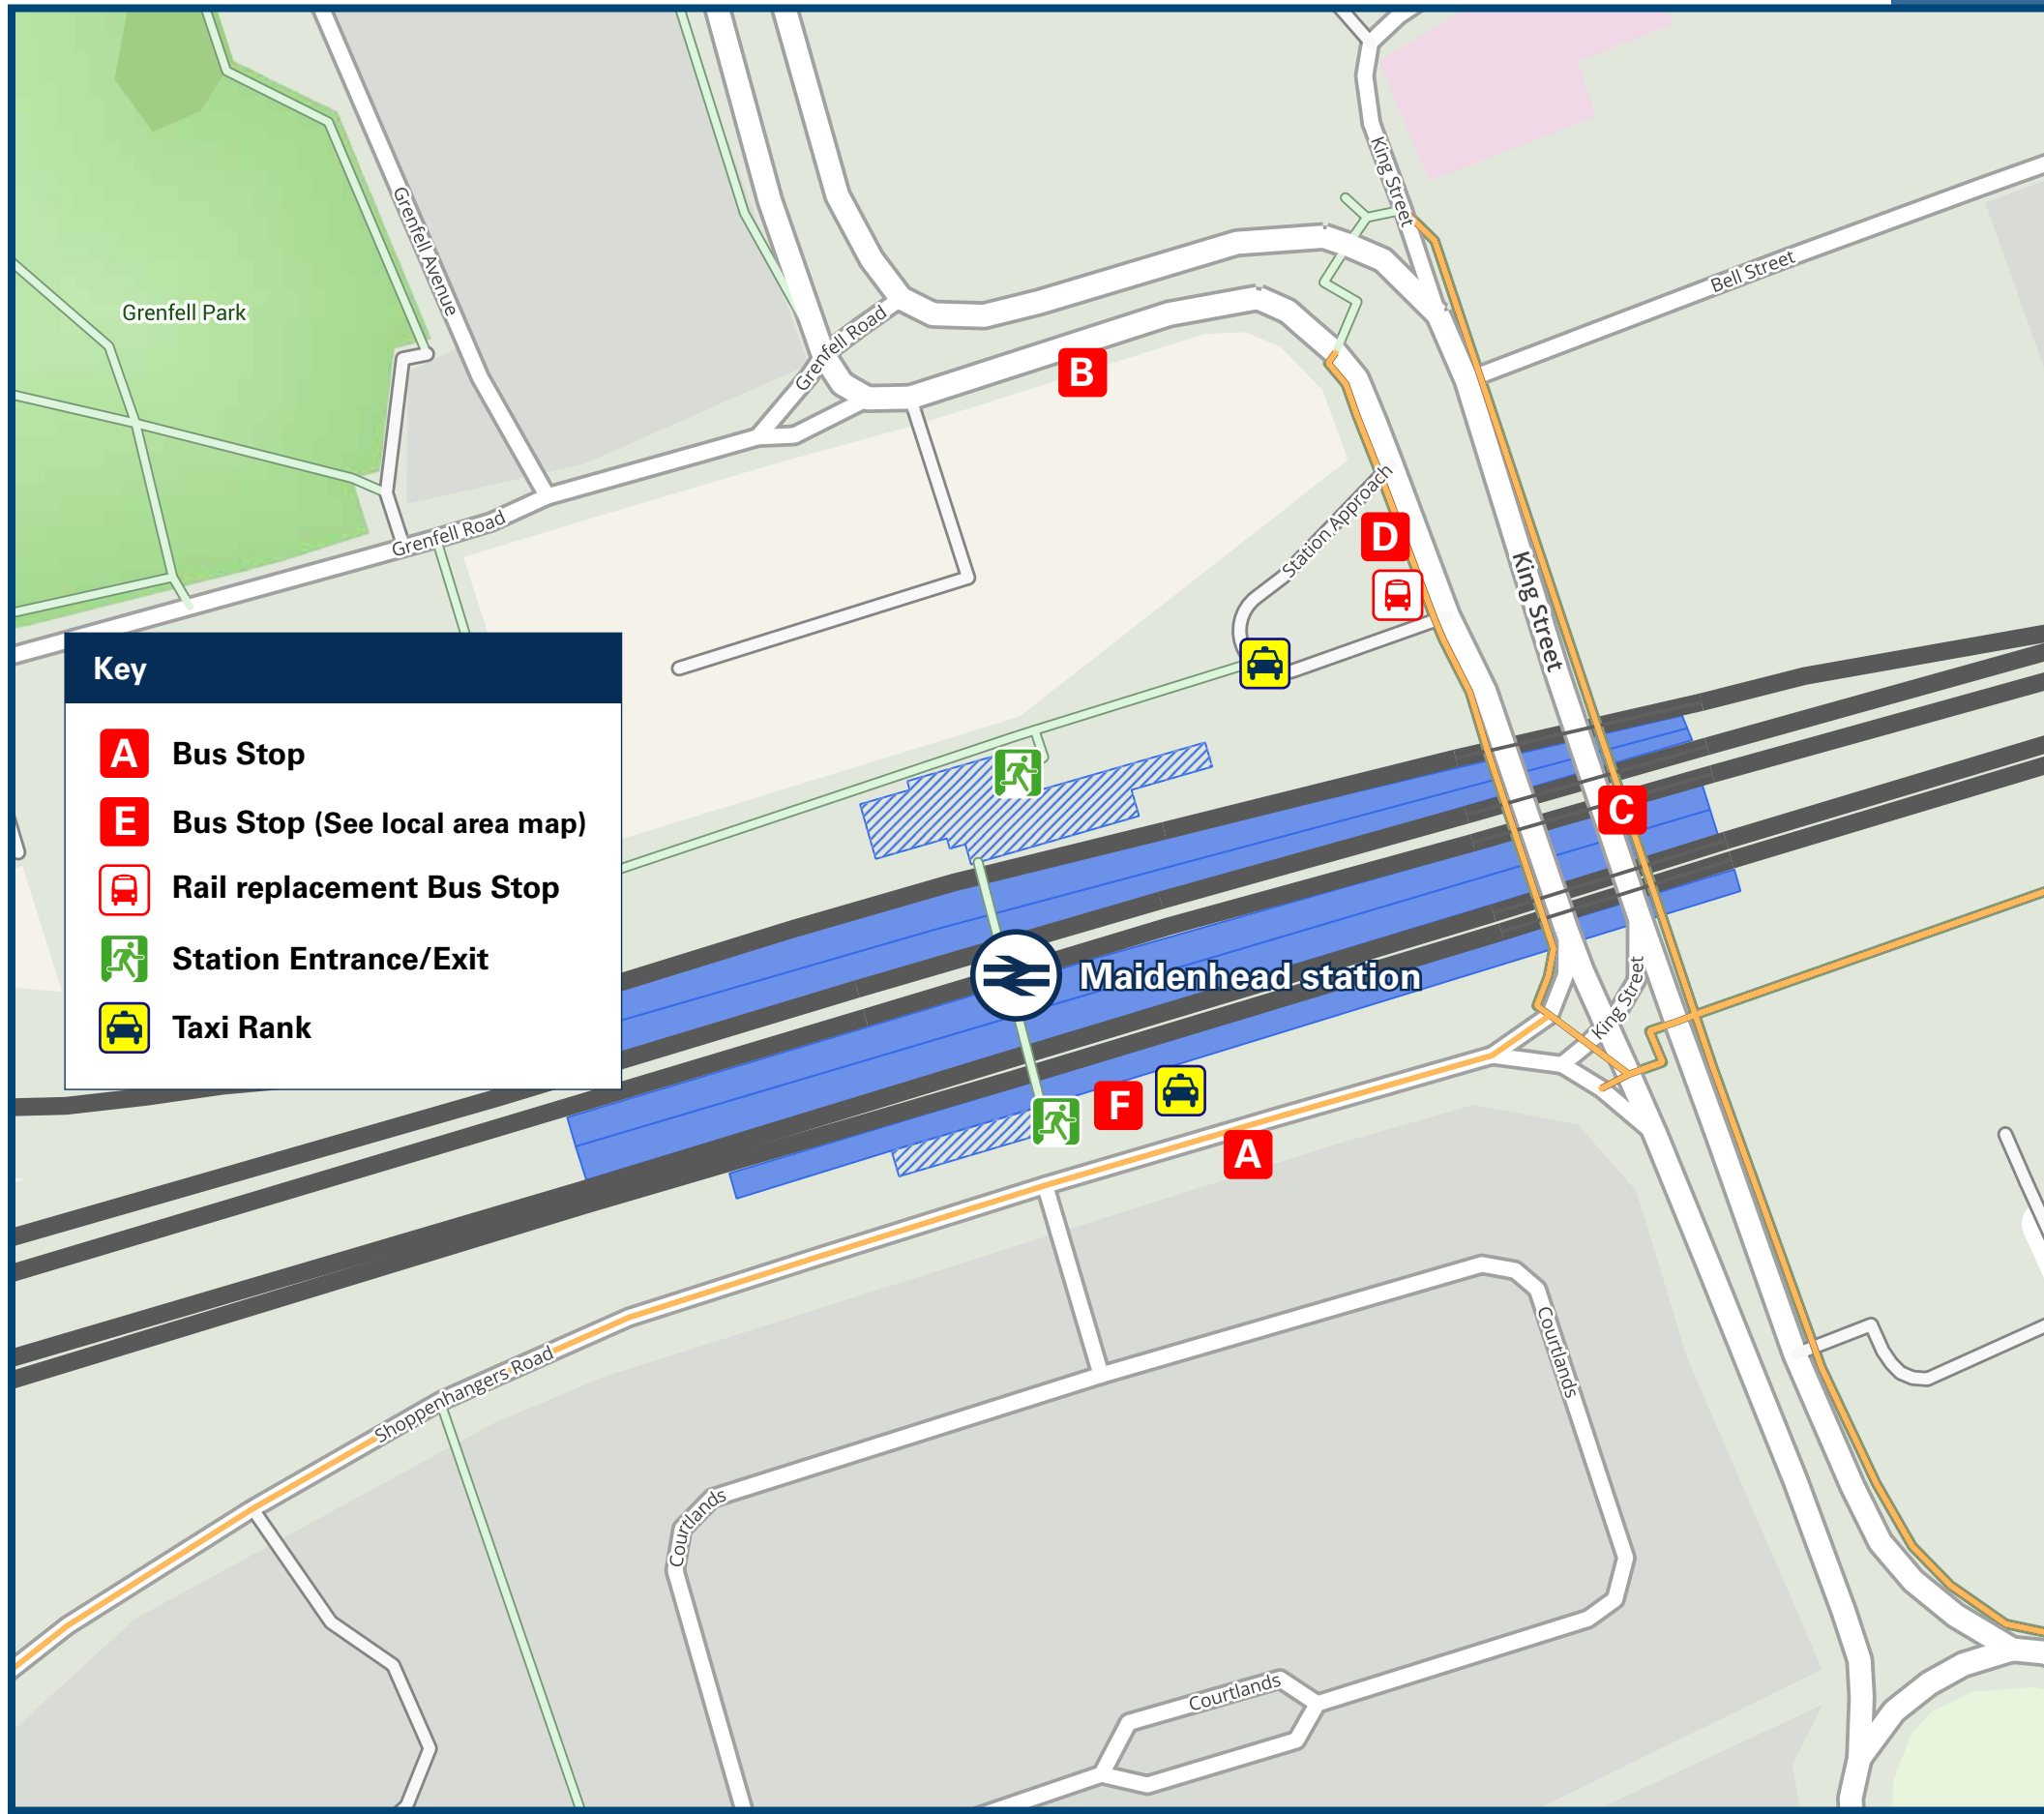 King Street
Grenfell Avenue
Bell Street
Grenfell Park
Grenfell Road
B
Station Approach
D
Grenfell Road
King Street
Key
A Bus Stop
E Bus Stop (See local area map)
Rail replacement Bus Stop
Station Entrance/Exit
Taxi Rank
C
Maidenhead station
King Street
F
A
Shoppenhangers Road
Courtlands
Courtlands
Courtlands